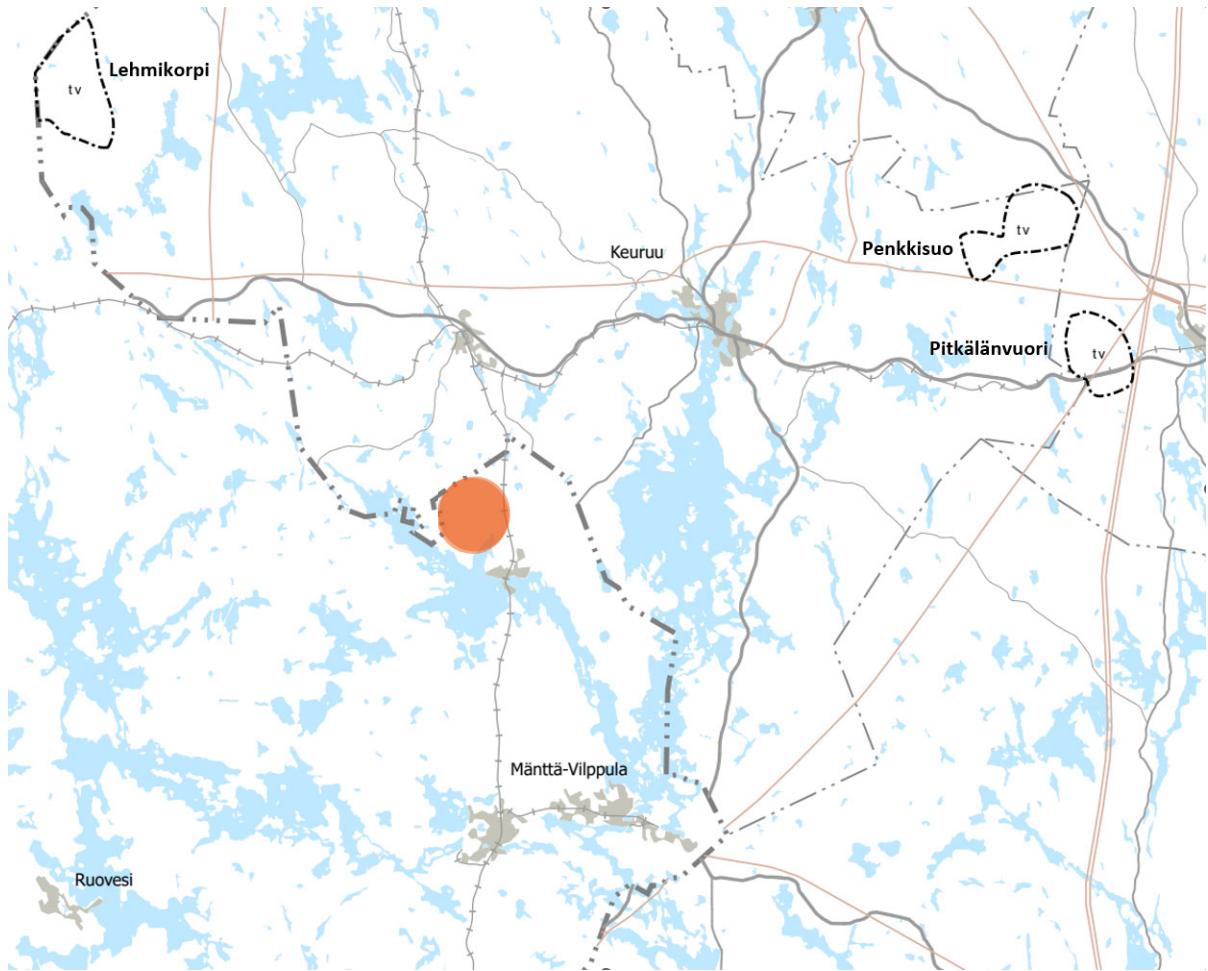 Lehmikorpi
tv
Keuruu
Penkkisuo
tv
Pitkälänvuori
tv
Mänttä-Vilppula
Ruovesi